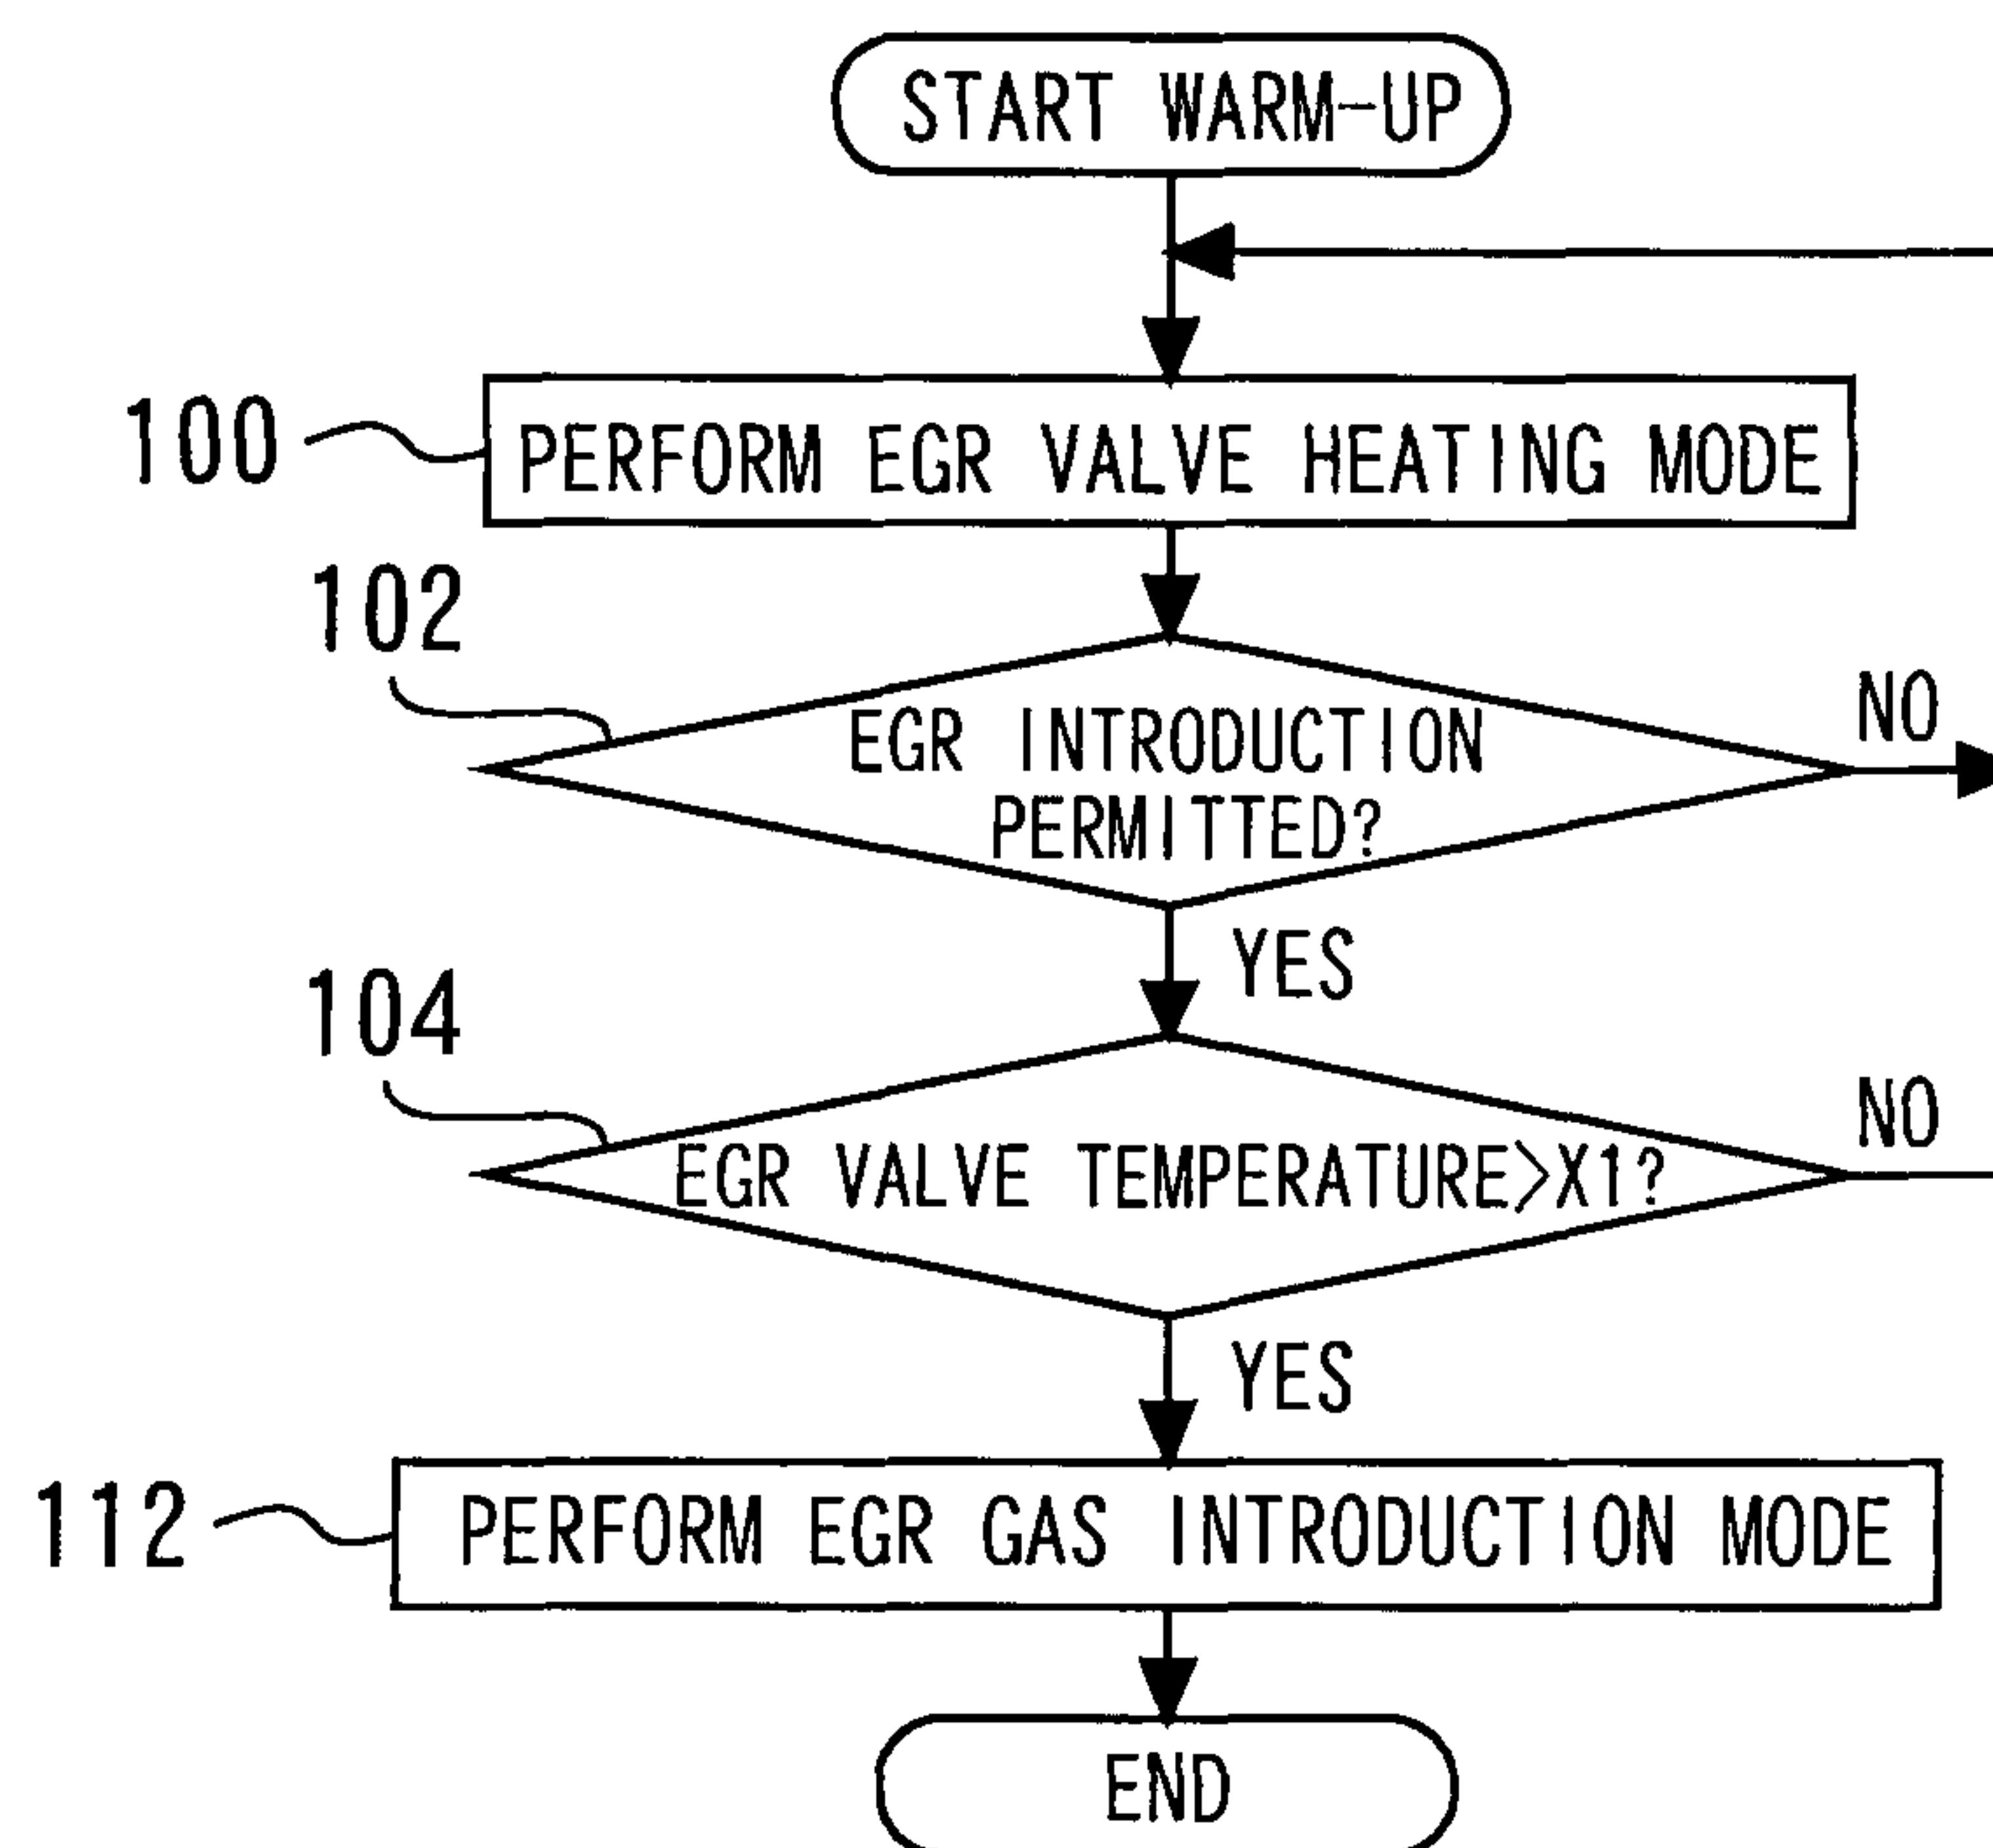 START WARM-UP
100
PERFORM EGR VALVE HEATING MODE
102
EGR INTRODUCTION
PERMITTED?
NO
YES
104
EGR VALVE TEMPERATURE>X1?
NO
YES
112
PERFORM EGR GAS INTRODUCTION MODE
END